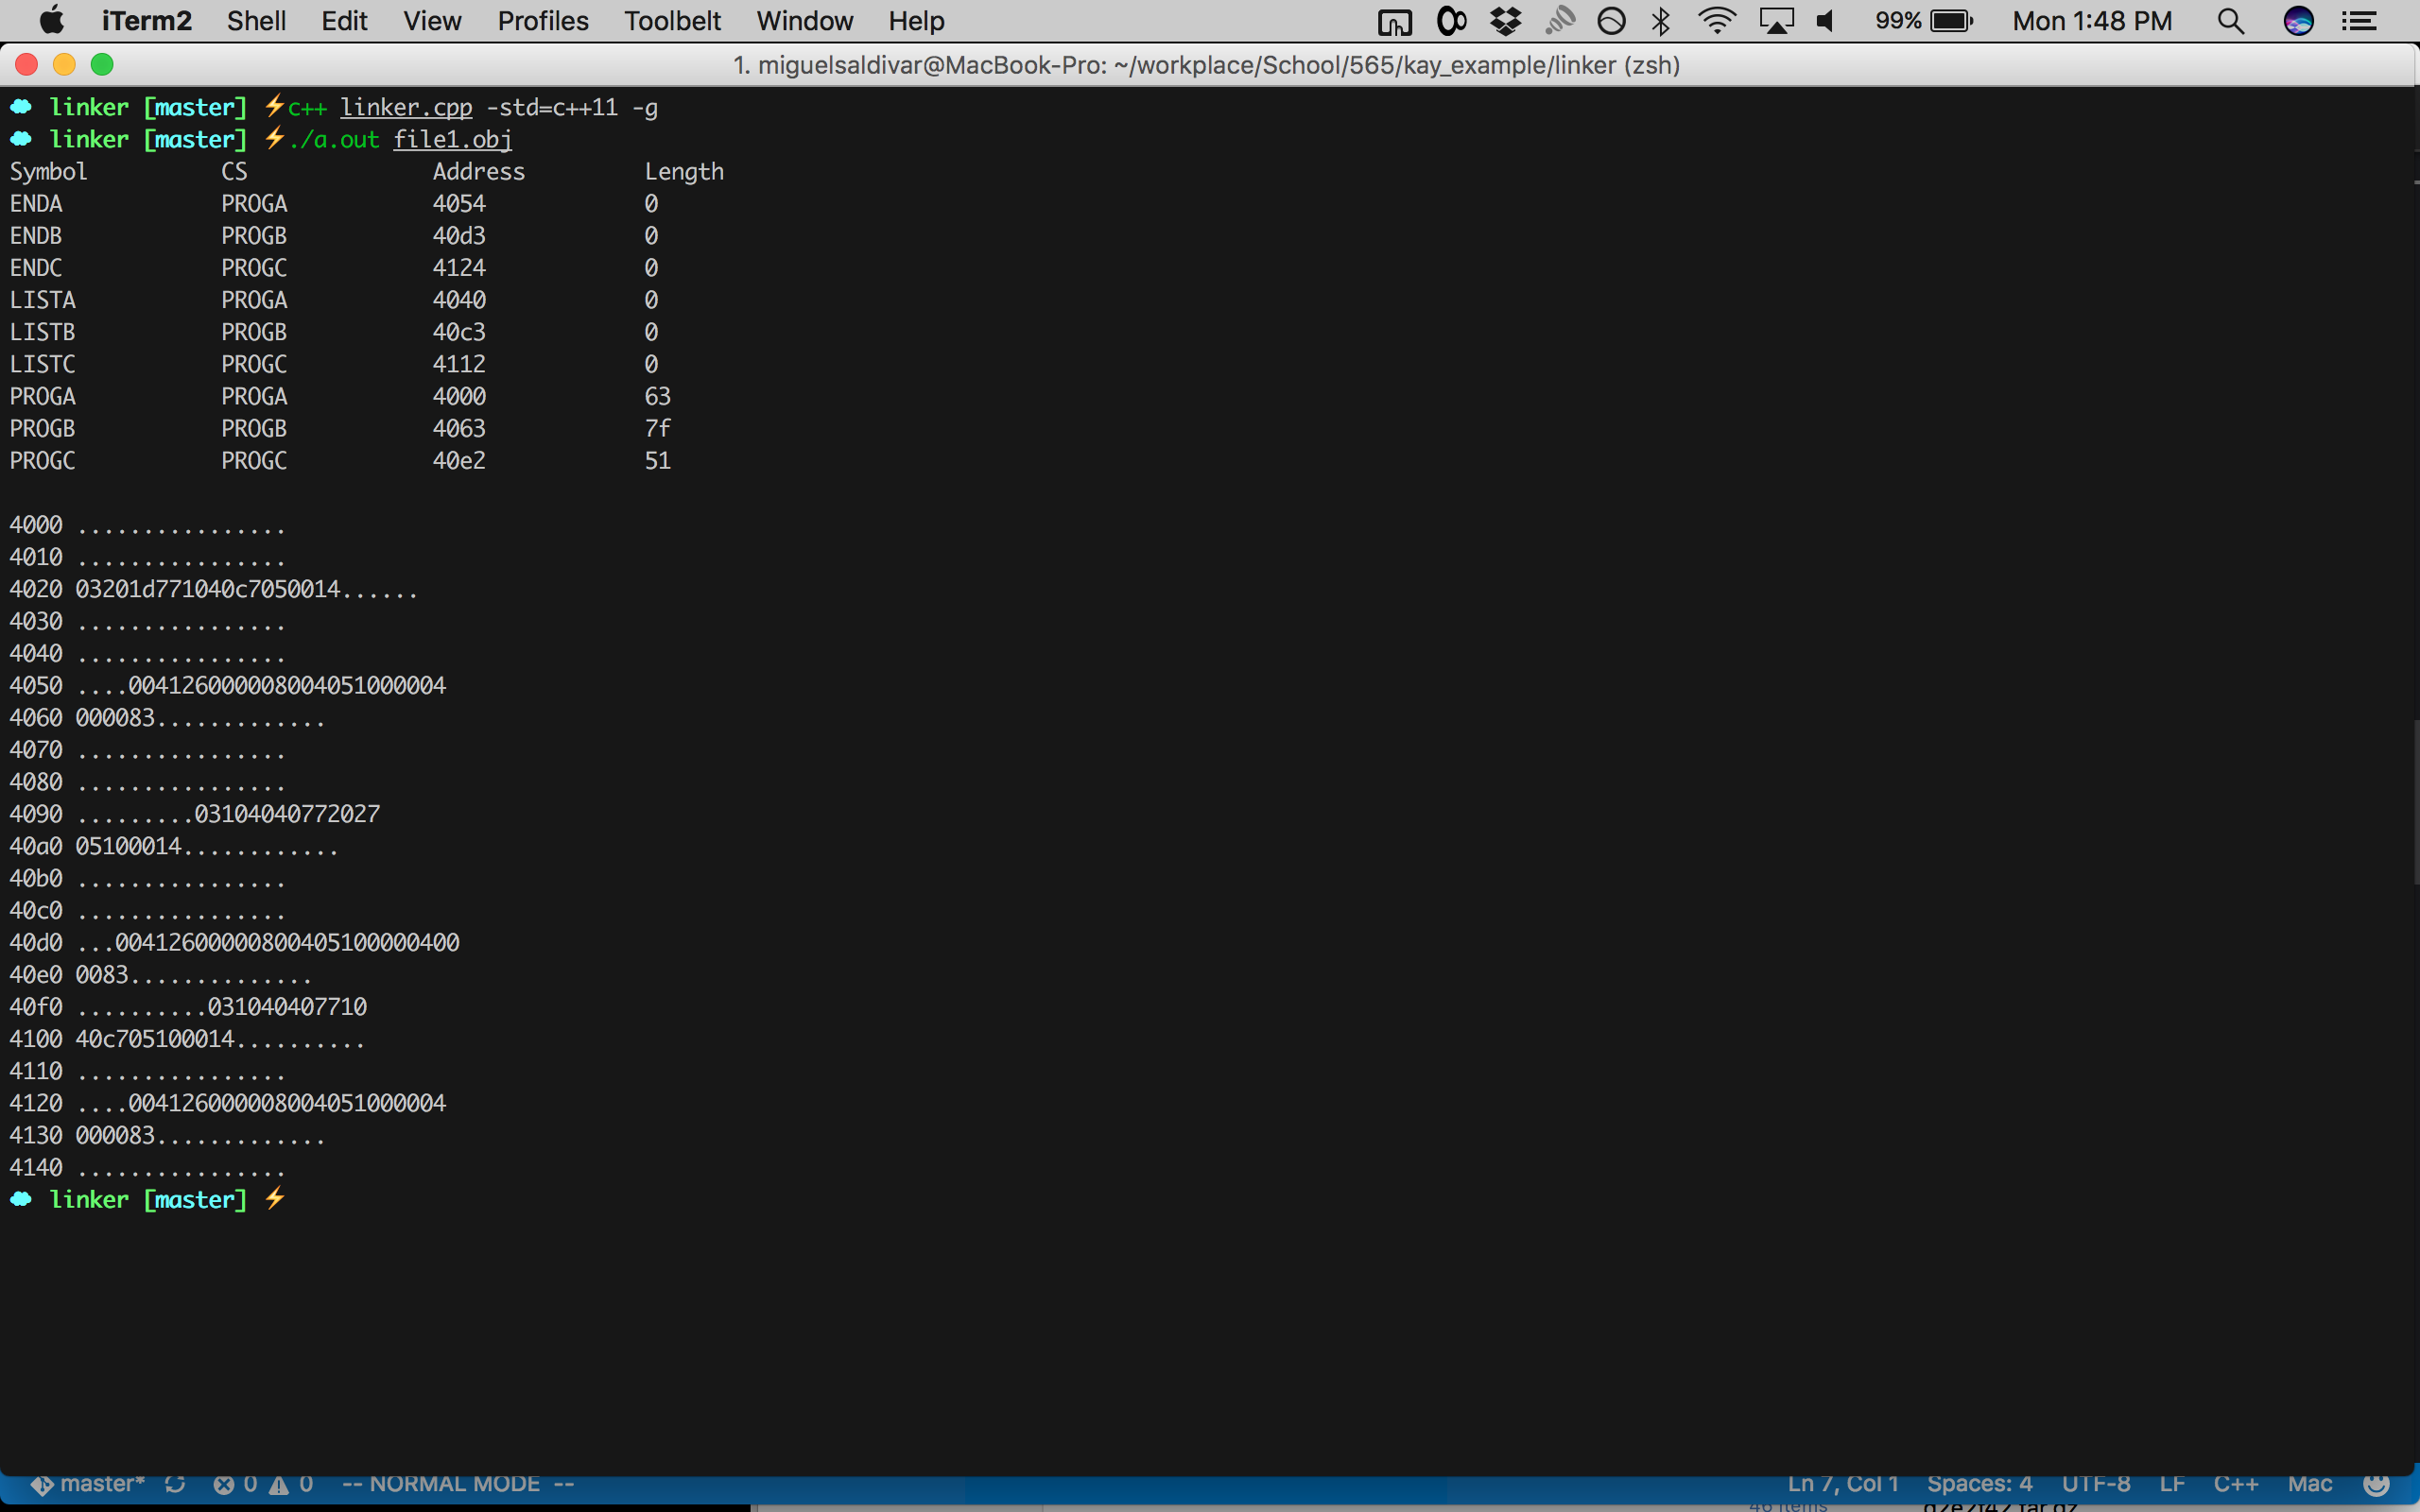 iTerm2 Shell Edit View Profiles Toolbelt Window Help 99% Mon 1:48 PM
1. miguelsaldivar@MacBook-Pro: ~/workplace/School/565/kay_example/linker (zsh)
linker [master] ⚡c++ linker.cpp -std=c++11 -g
linker [master] ⚡./a.out file1.obj
Symbol CS Address Length
ENDA PROGA 4054 0
ENDB PROGB 40d3 0
ENDC PROGC 4124 0
LISTA PROGA 4040 0
LISTB PROGB 40c3 0
LISTC PROGC 4112 0
PROGA PROGA 4000 63
PROGB PROGB 4063 7f
PROGC PROGC 40e2 51
4000 ................
4010 ................
4020 03201d771040c7050014......
4030 ................
4040 ................
4050 ....004126000008004051000004
4060 000083.............
4070 ................
4080 ................
4090 .........03104040772027
40a0 05100014............
40b0 ................
40c0 ................
40d0 ...00412600000800405100000400
40e0 0083..............
40f0 ..........031040407710
4100 40c705100014..........
4110 ................
4120 ....004126000008004051000004
4130 000083.............
4140 ................
linker [master] ⚡
master* 0 0 -- NORMAL MODE -- Ln 7, Col 1 Spaces: 4 UTF-8 LF C++ Mac
46 items d2e2f42.tar.gz